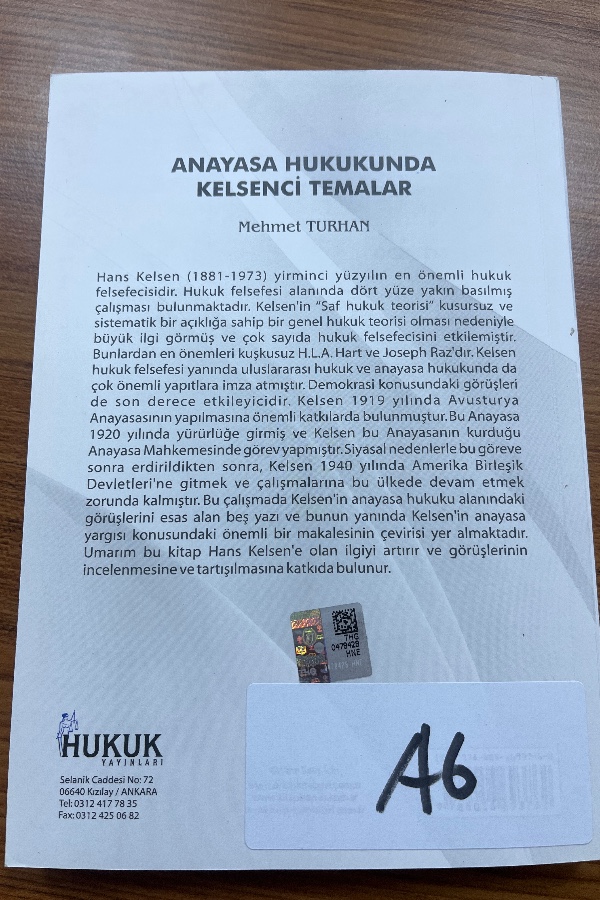 ANAYASA HUKUKUNDA
KELSENCİ TEMALAR
Mehmet TURHAN
Hans Kelsen (1881-1973) yirminci yüzyılın en önemli hukuk
felsefecisidir. Hukuk felsefesi alanında dört yüze yakın basılmış
çalışması bulunmaktadır. Kelsen'in "Saf hukuk teorisi" kusursuz ve
sistematik bir açıklığa sahip bir genel hukuk teorisi olması nedeniyle
büyük ilgi görmüş ve çok sayıda hukuk felsefecisini etkilemiştir.
Bunlardan en önemleri kuşkusuz H.L.A. Hart ve Joseph Raz'dır. Kelsen
hukuk felsefesi yanında uluslararası hukuk ve anayasa hukukunda da
çok önemli yapıtlara imza atmıştır. Demokrasi konusundaki görüşleri
de son derece etkileyicidir. Kelsen 1919 yılında Avusturya
Anayasasının yapılmasına önemli katkılarda bulunmuştur. Bu Anayasa
1920 yılında yürürlüğe girmiş ve Kelsen bu Anayasanın kurduğu
Anayasa Mahkemesinde görev yapmıştır. Siyasal nedenlerle bu göreve
sonra erdirildikten sonra, Kelsen 1940 yılında Amerika Birleşik
Devletleri'ne gitmek ve çalışmalarına bu ülkede devam etmek
zorunda kalmıştır. Bu çalışmada Kelsen'in anayasa hukuku alanındaki
görüşlerini esas alan beş yazı ve bunun yanında Kelsen'in anayasa
yargısı konusundaki önemli bir makalesinin çevirisi yer almaktadır.
Umarım bu kitap Hans Kelsen'e olan ilgiyi artırır ve görüşlerinin
incelenmesine ve tartışılmasına katkıda bulunur.
THG
0479429
HNE
HUKUK
YAYINLARI
Selanik Caddesi No: 72
06640 Kızılay / ANKARA
Tel: 0312 417 78 35
Fax: 0312 425 06 82
A6